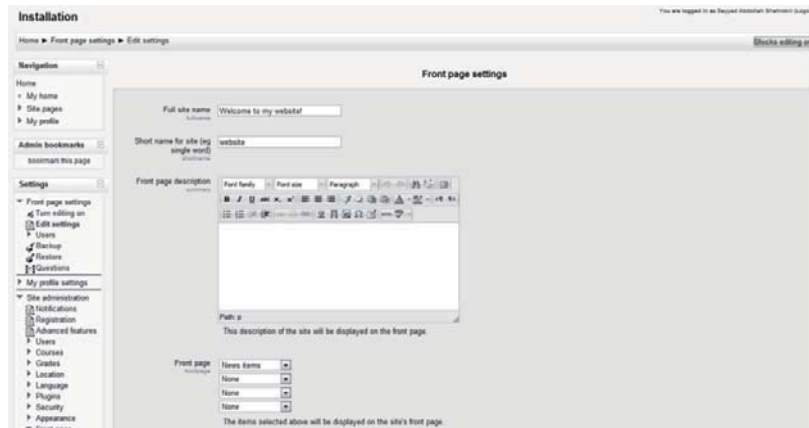 Installation
You are logged in as Seyyed Abdollah Shahrokni
Home ► Front page settings ► Edit settings
Blocks editing on
Navigation
Home
My home
Site pages
My profile
Admin bookmarks
bookmark this page
Settings
Front page settings
Turn editing on
Edit settings
Users
Backup
Restore
Questions
My profile settings
Site administration
Notifications
Registration
Advanced features
Users
Courses
Grades
Location
Language
Plugins
Security
Appearance
Front page settings
Full site name
fullname
Welcome to my website!
Short name for site (eg single word)
shortname
website
Front page description
summary
Font family
Font size
Paragraph
Path: p
This description of the site will be displayed on the front page.
Front page
frontpage
News items
None
None
None
The items selected above will be displayed on the site's front page.